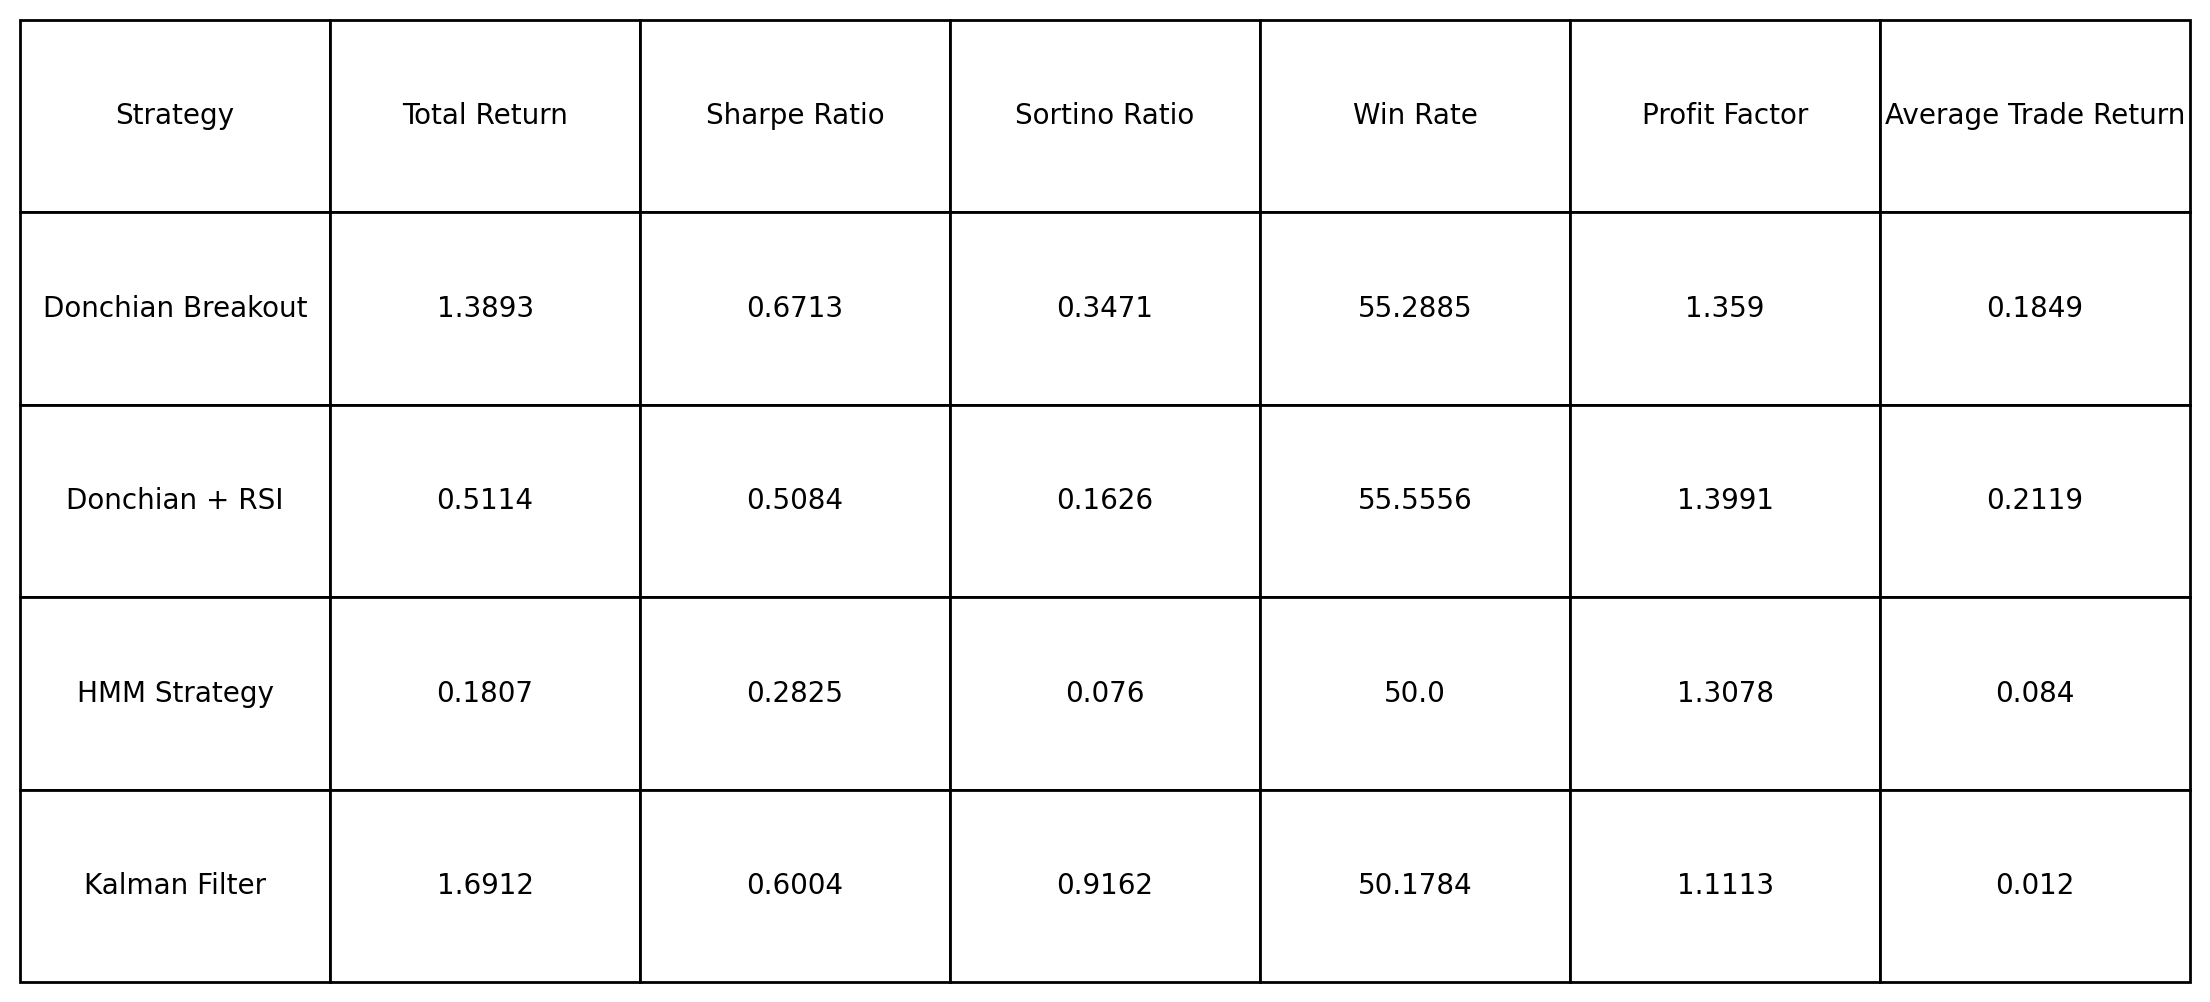 Strategy Total Return Sharpe Ratio Sortino Ratio Win Rate Profit Factor Average Trade Return
Donchian Breakout 1.3893 0.6713 0.3471 55.2885 1.359 0.1849
Donchian + RSI 0.5114 0.5084 0.1626 55.5556 1.3991 0.2119
HMM Strategy 0.1807 0.2825 0.076 50.0 1.3078 0.084
Kalman Filter 1.6912 0.6004 0.9162 50.1784 1.1113 0.012